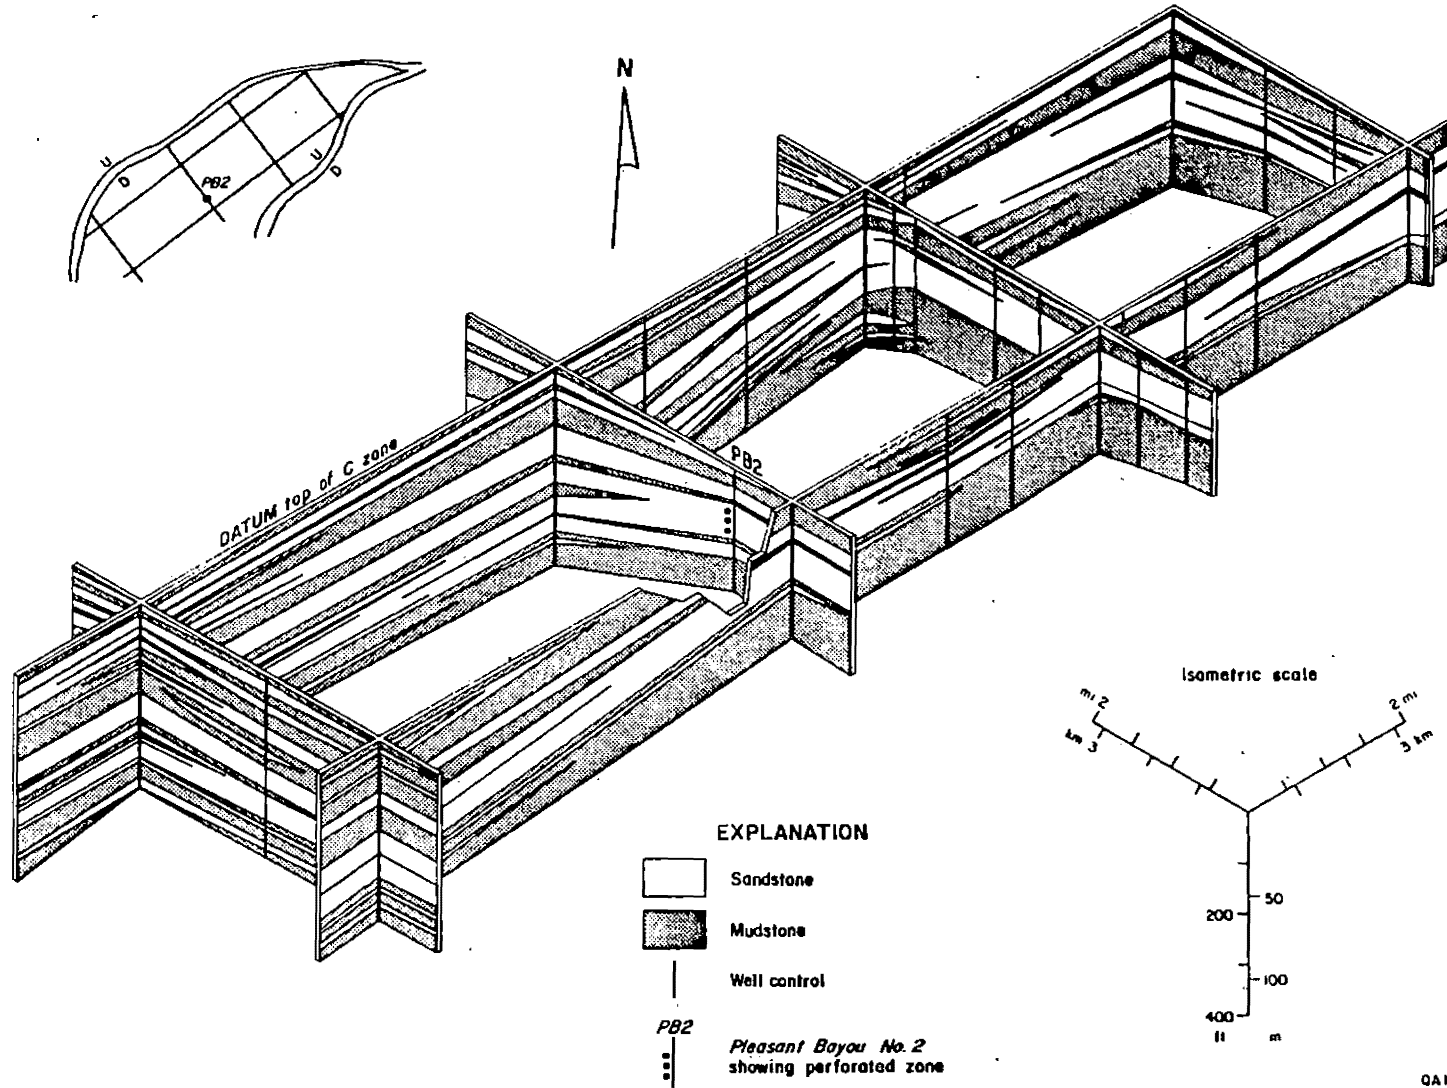 N
U
D
PB2
U
D
DATUM top of C zone
PB2
Isometric scale
mi 2
km 3
2 mi
3 km
50
200
100
400
ft m
EXPLANATION
Sandstone
Mudstone
Well control
PB2
Pleasant Bayou No. 2
showing perforated zone